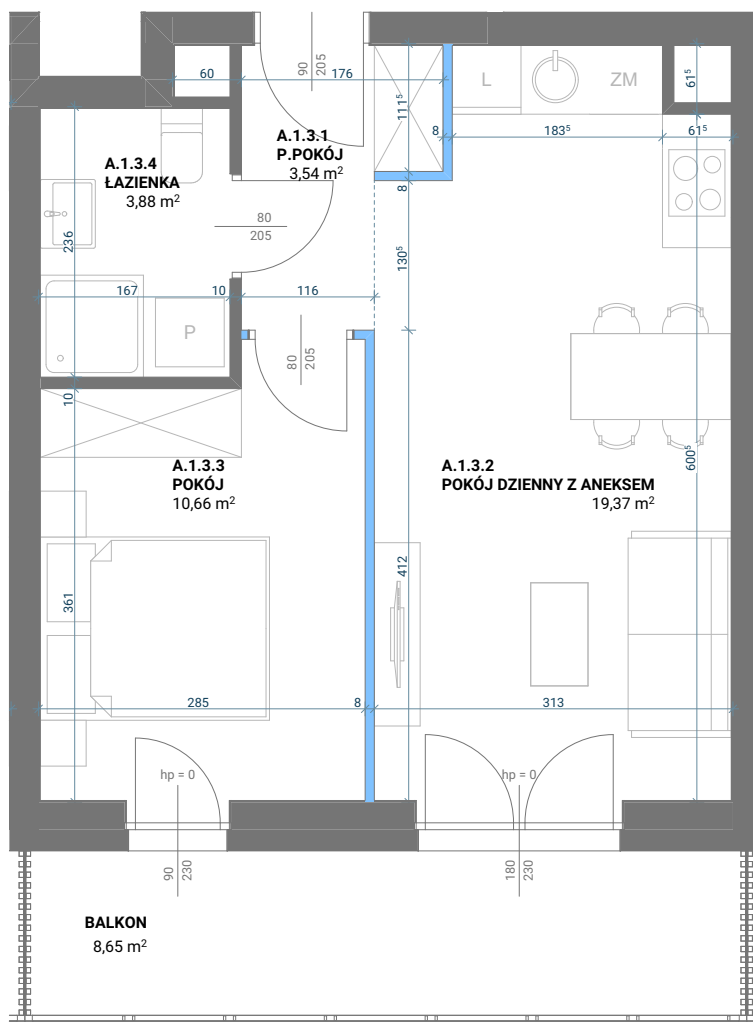 60
176
90
205
111⁵
L
ZM
61⁵
A.1.3.1
P.POKÓJ
3,54 m²
8
183⁵
61⁵
A.1.3.4
ŁAZIENKA
3,88 m²
8
236
80
205
130⁵
167
10
116
P
80
205
10
A.1.3.3
POKÓJ
10,66 m²
A.1.3.2
POKÓJ DZIENNY Z ANEKSEM
19,37 m²
600⁵
412
361
285
8
313
hp = 0
hp = 0
90
230
180
230
BALKON
8,65 m²